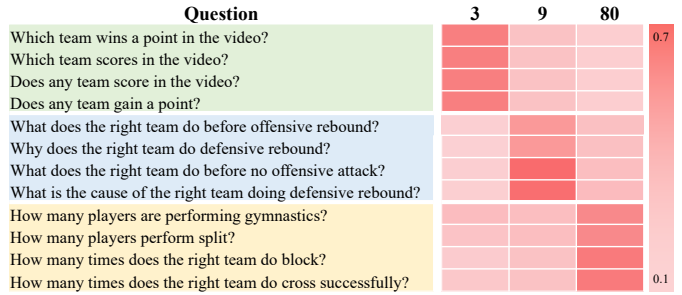 Question 3 9 80
Which team wins a point in the video?
0.7
Which team scores in the video?
Does any team score in the video?
Does any team gain a point?
What does the right team do before offensive rebound?
Why does the right team do defensive rebound?
What does the right team do before no offensive attack?
What is the cause of the right team doing defensive rebound?
How many players are performing gymnastics?
How many players perform split?
How many times does the right team do block?
How many times does the right team do cross successfully?
0.1